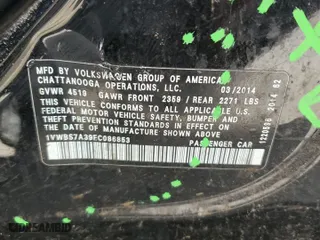 MFD BY VOLKSWAGEN GROUP OF AMERICA
CHATTANOOGA OPERATIONS, LLC. 03/2014
GVWR 4519 GAWR FRONT 2359 / REAR 2271 LBS
THIS VEHICLE CONFORMS TO ALL APPLICABLE
FEDERAL MOTOR VEHICLE SAFETY, BUMPER AND
THEFT PREVENTION STANDARDS IN EFFECT ON THE
DATE OF MANUFACTURE SHOWN ABOVE
PASSENGER CAR
2014 02